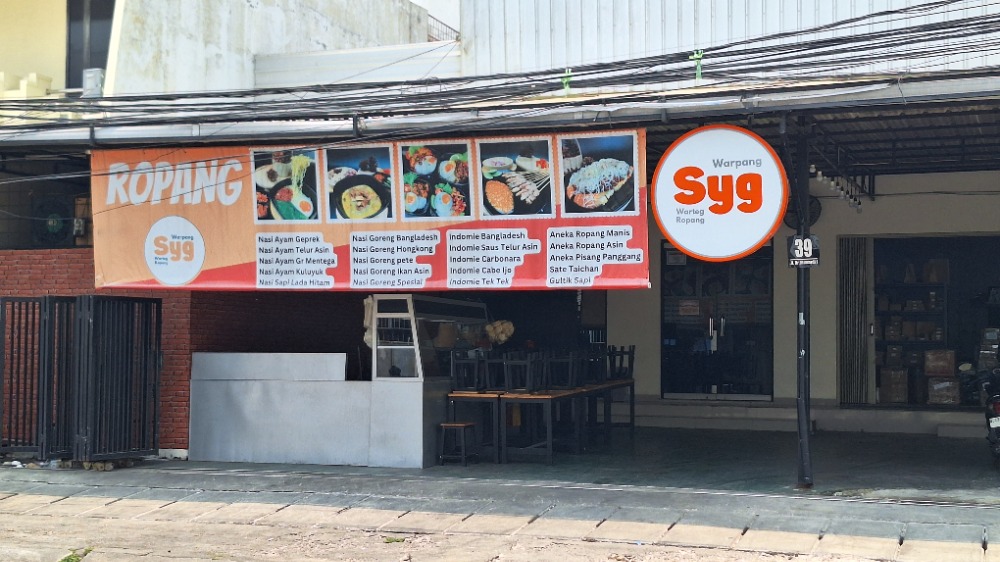 ROPANG
Warpang
Syg
Warteg
Ropang
Nasi Ayam Geprek
Nasi Ayam Telur Asin
Nasi Ayam Gr Mentega
Nasi Ayam Kuluyuk
Nasi Sapi Lada Hitam
Nasi Goreng Bangladesh
Nasi Goreng Hongkong
Nasi Goreng pete
Nasi Goreng Ikan Asin
Nasi Goreng Spesial
Indomie Bangladesh
Indomie Saus Telur Asin
Indomie Carbonara
Indomie Cabe Ijo
Indomie Tek Tek
Aneka Ropang Manis
Aneka Ropang Asin
Aneka Pisang Panggang
Sate Taichan
Gultik Sapi
Warpang
Syg
Warteg
Ropang
39